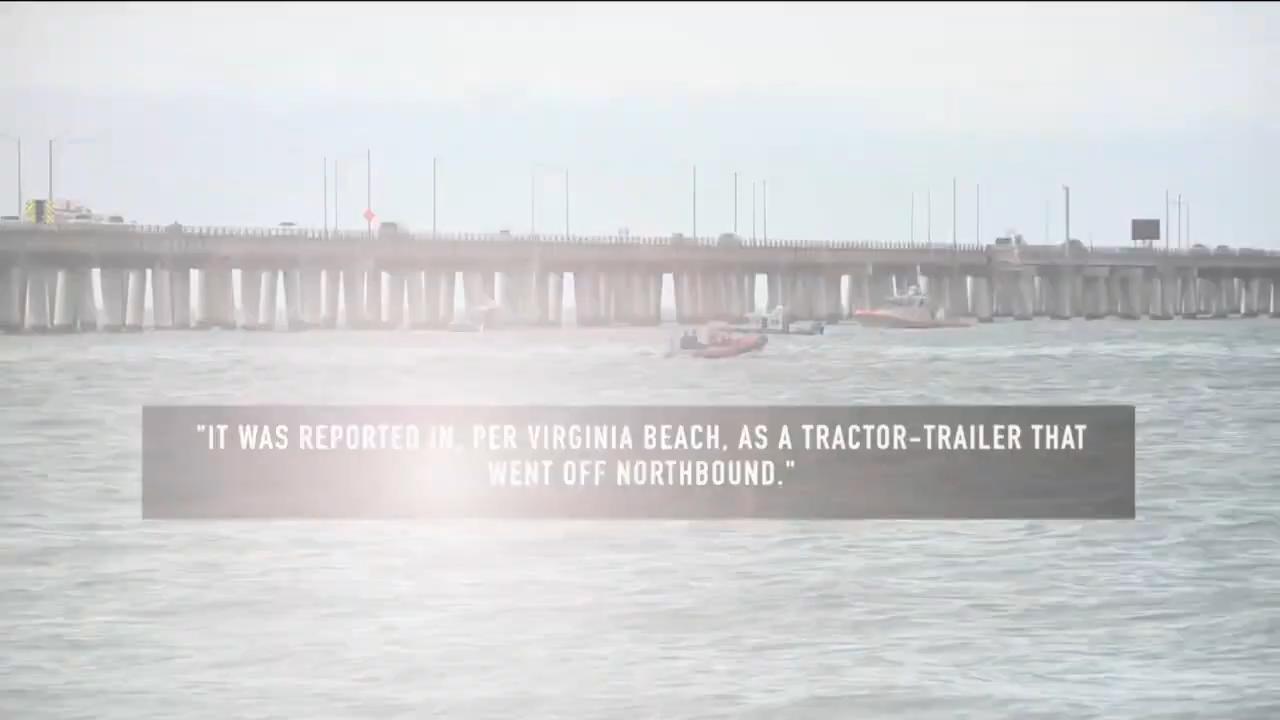 "IT WAS REPORTED IN, PER VIRGINIA BEACH, AS A TRACTOR-TRAILER THAT
WENT OFF NORTHBOUND."